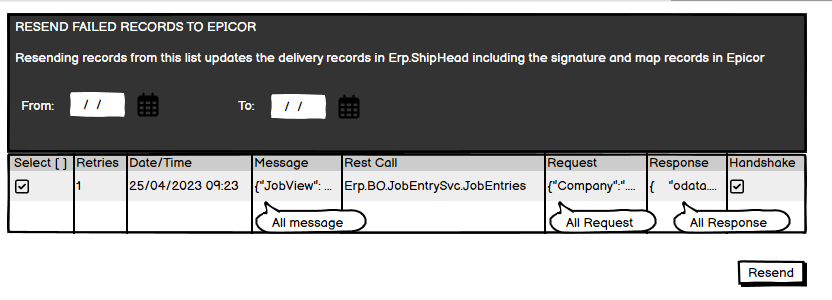 RESEND FAILED RECORDS TO EPICOR
Resending records from this list updates the delivery records in Erp.ShipHead including the signature and map records in Epicor
From: / / To: / /
Select [ ] Retries Date/Time Message Rest Call Request Response Handshake
1 25/04/2023 09:23 {"JobView": ... Erp.BO.JobEntrySvc.JobEntries {"Company":".... { "odata....
All message All Request All Response
Resend